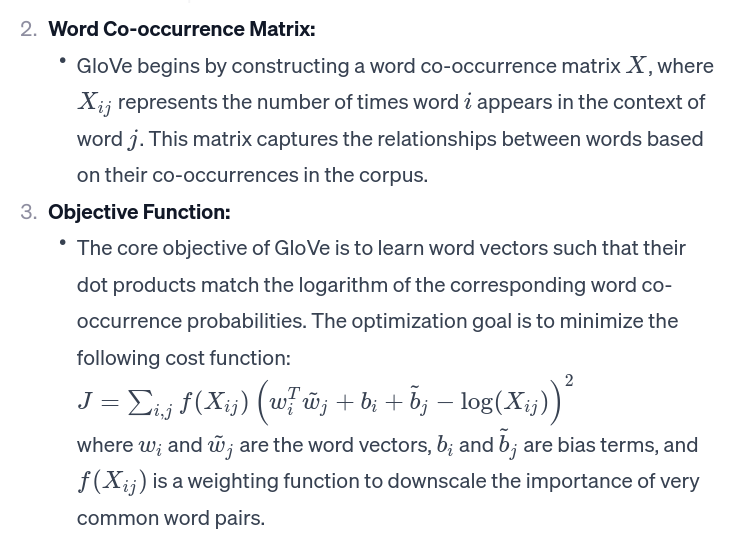 2. Word Co-occurrence Matrix:
• GloVe begins by constructing a word co-occurrence matrix X, where
X_{ij} represents the number of times word i appears in the context of
word j. This matrix captures the relationships between words based
on their co-occurrences in the corpus.
3. Objective Function:
• The core objective of GloVe is to learn word vectors such that their
dot products match the logarithm of the corresponding word co-
occurrence probabilities. The optimization goal is to minimize the
following cost function:
J = \sum_{i,j} f(X_{ij}) \left( w_i^T \tilde{w}_j + b_i + \tilde{b}_j - \log(X_{ij}) \right)^2
where w_i and \tilde{w}_j are the word vectors, b_i and \tilde{b}_j are bias terms, and
f(X_{ij}) is a weighting function to downscale the importance of very
common word pairs.